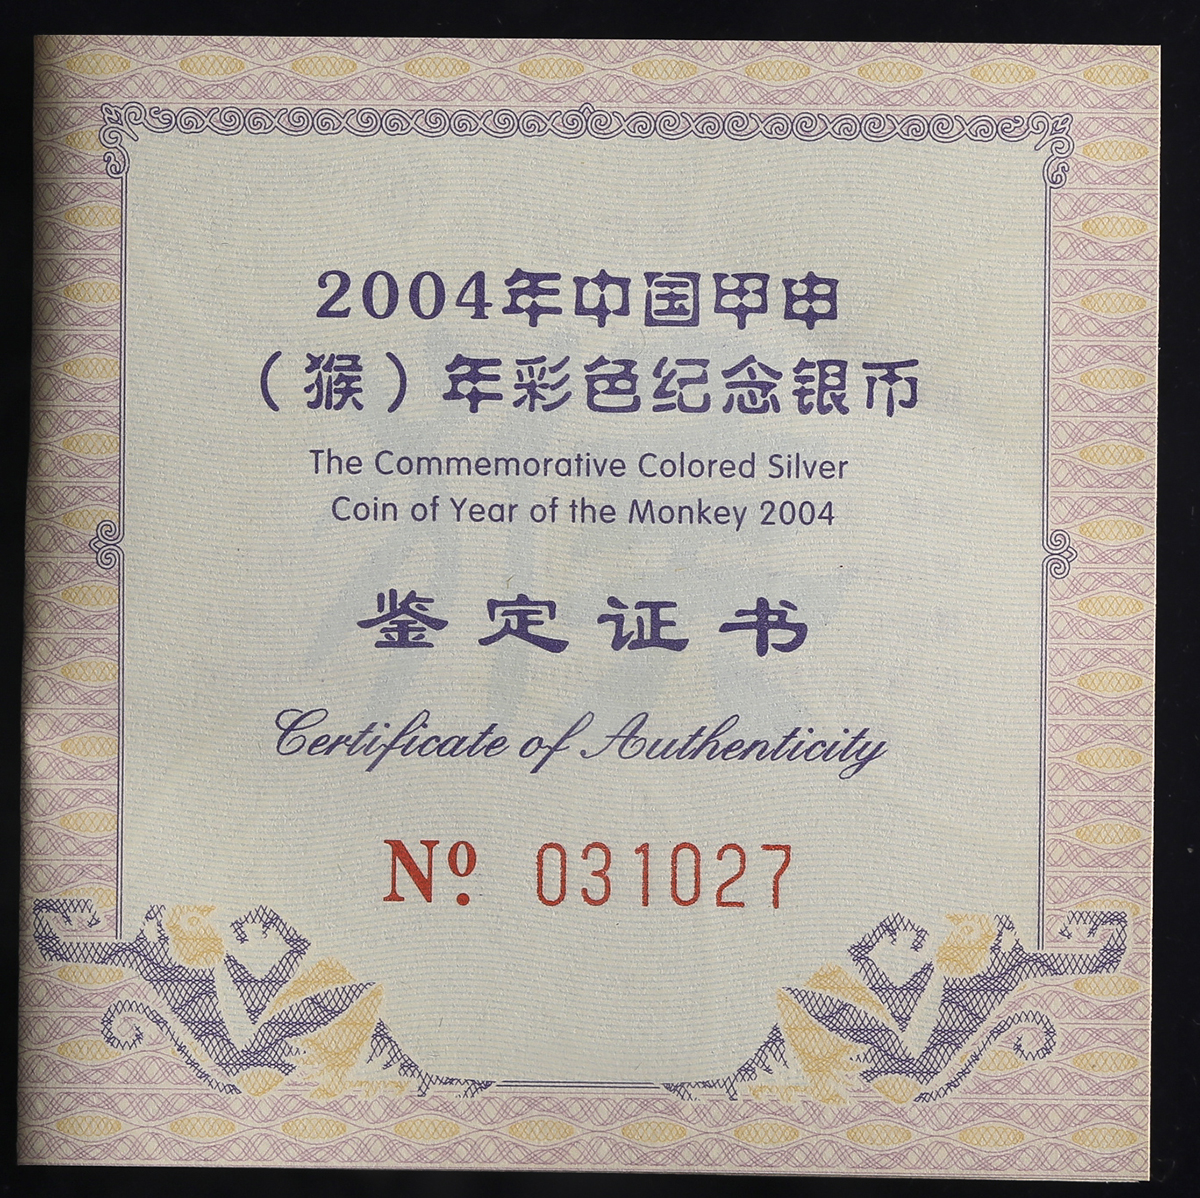 2004年中国甲申
（猴）年彩色纪念银币
The Commemorative Colored Silver
Coin of Year of the Monkey 2004
鉴定证书
Certificate of Authenticity
Nº. 031027